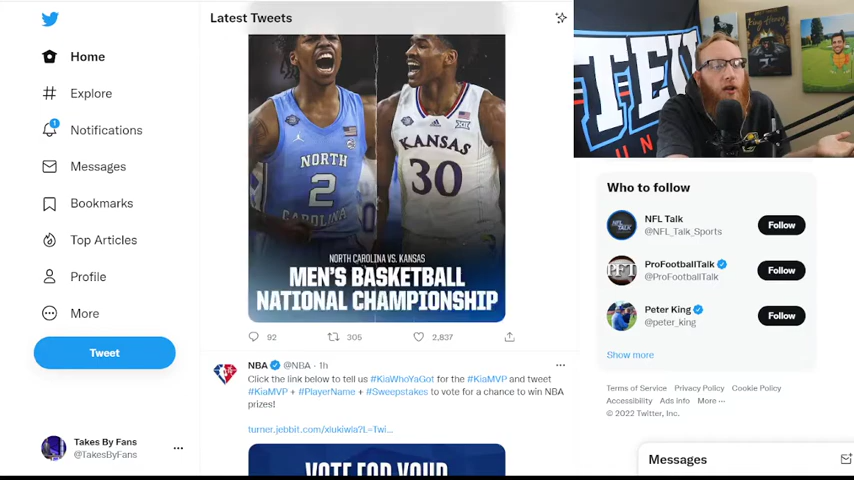 Latest Tweets
Home
Explore
1
Notifications
Messages
Bookmarks
Top Articles
Profile
More
Tweet
Takes By Fans
@TakesByFans
NORTH
2
CAROLINA
KANSAS
30
NORTH CAROLINA VS. KANSAS
MEN'S BASKETBALL
NATIONAL CHAMPIONSHIP
92
305
2,837
NBA @NBA · 1h
Click the link below to tell us #KiaWhoYaGot for the #KiaMVP and tweet
#KiaMVP + #PlayerName + #Sweepstakes to vote for a chance to win NBA
prizes!
turner.jebbit.com/xiukiwla?L=Twi...
VOTE FOR YOUR
Who to follow
NFL Talk
@NFL_Talk_Sports
Follow
ProFootballTalk
@ProFootballTalk
Follow
Peter King
@peter_king
Follow
Show more
Terms of Service Privacy Policy Cookie Policy
Accessibility Ads info More ...
© 2022 Twitter, Inc.
Messages